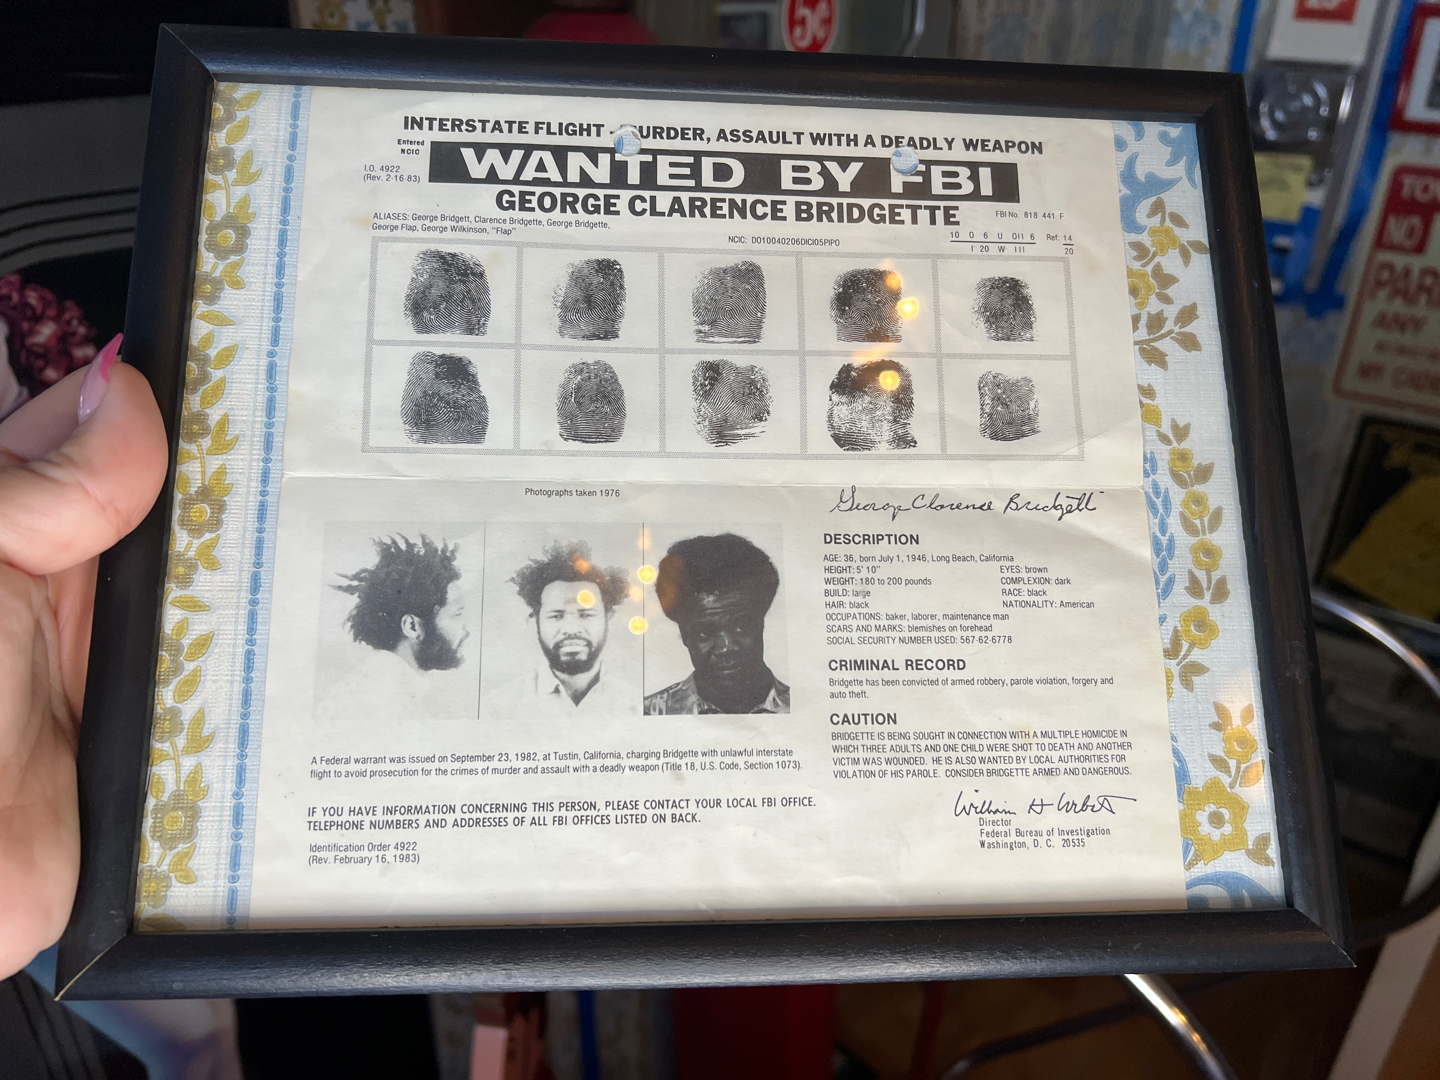 5¢
INTERSTATE FLIGHT - MURDER, ASSAULT WITH A DEADLY WEAPON
Entered
NCIC
WANTED BY FBI
I.O. 4922
(Rev. 2-16-83)
GEORGE CLARENCE BRIDGETTE
FBI No. 818 441 F
ALIASES: George Bridgett, Clarence Bridgette, George Bridgette,
George Flap, George Wilkinson, "Flap"
NCIC: DO10040206DICI05PIPO
10 O 6 U OII 6 Ref: 14
I 20 W III 20
Photographs taken 1976
George Clarence Bridgett
DESCRIPTION
AGE: 36, born July 1, 1946, Long Beach, California
HEIGHT: 5' 10" EYES: brown
WEIGHT: 180 to 200 pounds COMPLEXION: dark
BUILD: large RACE: black
HAIR: black NATIONALITY: American
OCCUPATIONS: baker, laborer, maintenance man
SCARS AND MARKS: blemishes on forehead
SOCIAL SECURITY NUMBER USED: 567-62-6778
CRIMINAL RECORD
Bridgette has been convicted of armed robbery, parole violation, forgery and
auto theft.
CAUTION
BRIDGETTE IS BEING SOUGHT IN CONNECTION WITH A MULTIPLE HOMICIDE IN
WHICH THREE ADULTS AND ONE CHILD WERE SHOT TO DEATH AND ANOTHER
VICTIM WAS WOUNDED. HE IS ALSO WANTED BY LOCAL AUTHORITIES FOR
VIOLATION OF HIS PAROLE. CONSIDER BRIDGETTE ARMED AND DANGEROUS.
William H Webster
Director
Federal Bureau of Investigation
Washington, D. C. 20535
A Federal warrant was issued on September 23, 1982, at Tustin, California, charging Bridgette with unlawful interstate
flight to avoid prosecution for the crimes of murder and assault with a deadly weapon (Title 18, U.S. Code, Section 1073).
IF YOU HAVE INFORMATION CONCERNING THIS PERSON, PLEASE CONTACT YOUR LOCAL FBI OFFICE.
TELEPHONE NUMBERS AND ADDRESSES OF ALL FBI OFFICES LISTED ON BACK.
Identification Order 4922
(Rev. February 16, 1983)
NO
ANY